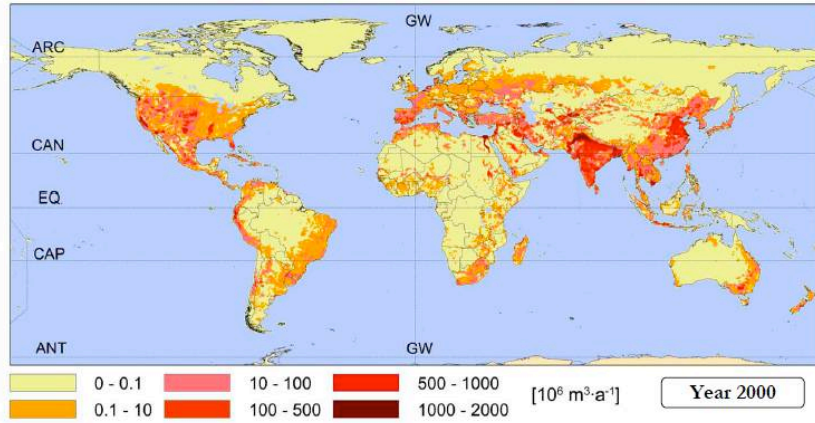 GW
ARC
CAN
EQ
CAP
ANT
GW
0 - 0.1
10 - 100
500 - 1000
[10⁶ m³·a⁻¹]
Year 2000
0.1 - 10
100 - 500
1000 - 2000